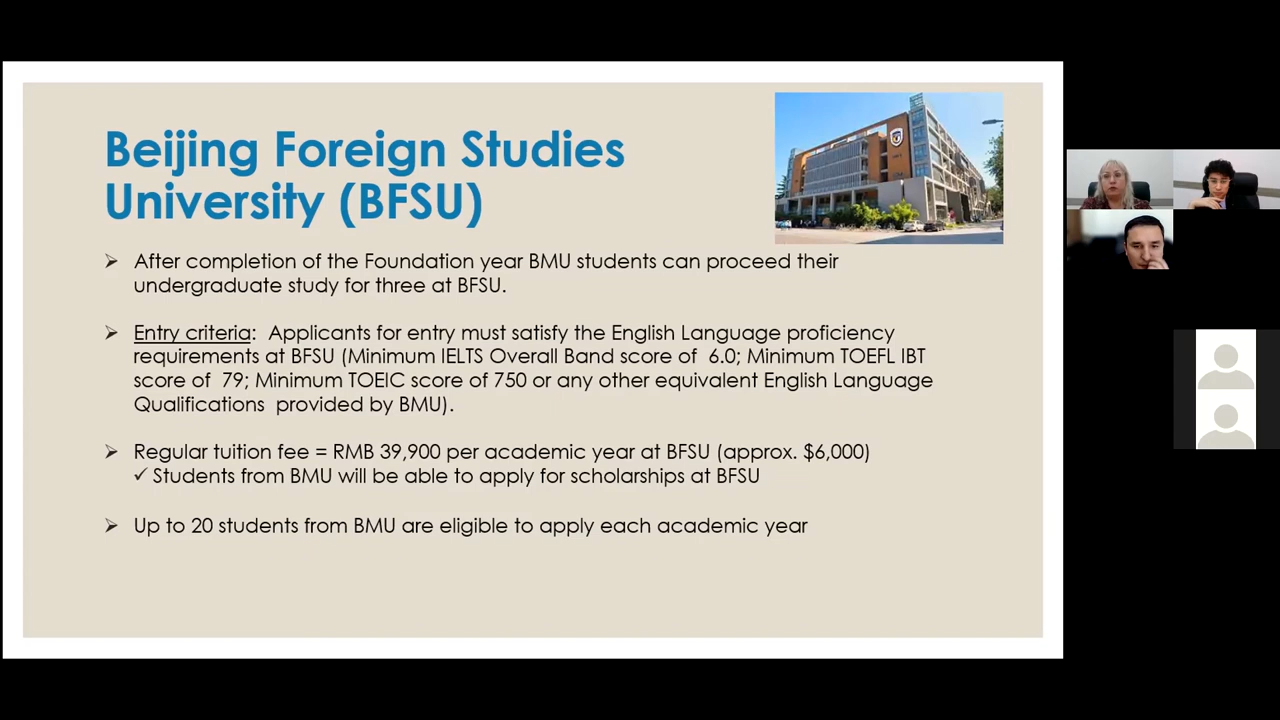 Beijing Foreign Studies
University (BFSU)
➢ After completion of the Foundation year BMU students can proceed their
undergraduate study for three at BFSU.
➢ Entry criteria: Applicants for entry must satisfy the English Language proficiency
requirements at BFSU (Minimum IELTS Overall Band score of 6.0; Minimum TOEFL IBT
score of 79; Minimum TOEIC score of 750 or any other equivalent English Language
Qualifications provided by BMU).
➢ Regular tuition fee = RMB 39,900 per academic year at BFSU (approx. $6,000)
✓ Students from BMU will be able to apply for scholarships at BFSU
➢ Up to 20 students from BMU are eligible to apply each academic year